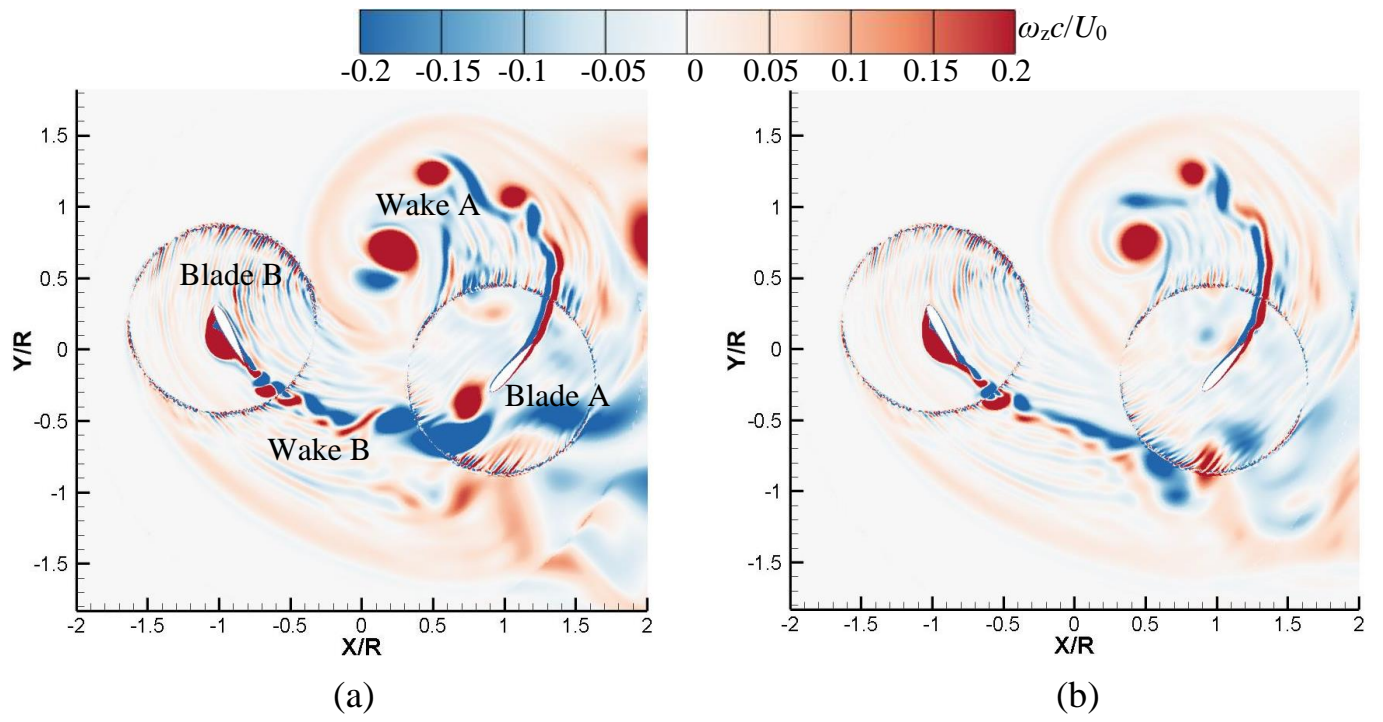 ω_z c/U_0
-0.2 -0.15 -0.1 -0.05 0 0.05 0.1 0.15 0.2
Y/R
1.5
1
0.5
0
-0.5
-1
-1.5
Wake A
Blade B
Blade A
Wake B
-2 -1.5 -1 -0.5 0 0.5 1 1.5 2
X/R
(a)
Y/R
1.5
1
0.5
0
-0.5
-1
-1.5
-2 -1.5 -1 -0.5 0 0.5 1 1.5 2
X/R
(b)